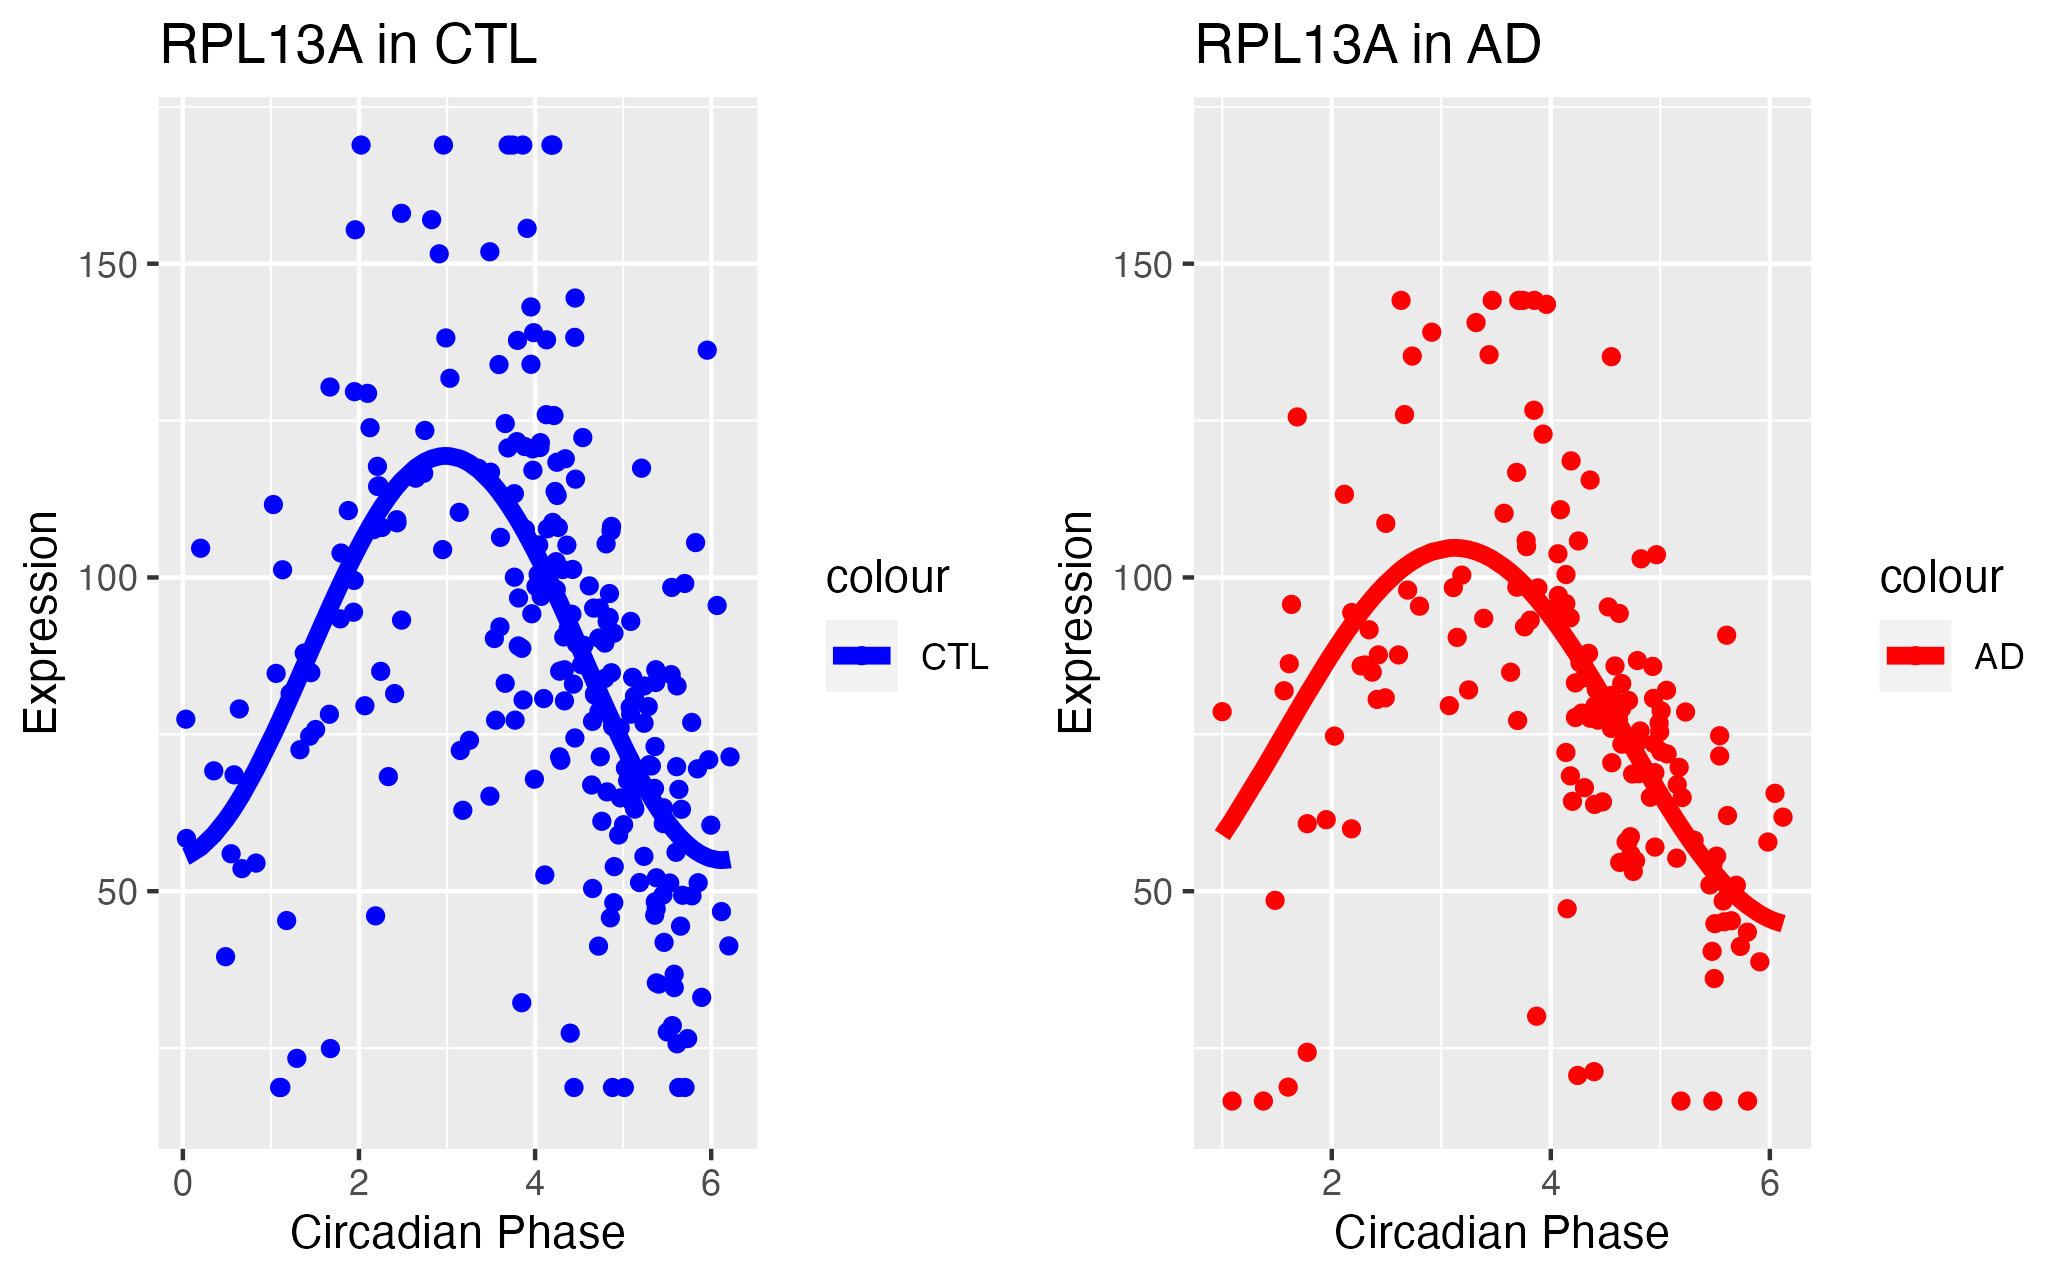 RPL13A in CTL
150
100
50
Expression
0 2 4 6
Circadian Phase
colour
CTL
RPL13A in AD
150
100
50
Expression
2 4 6
Circadian Phase
colour
AD